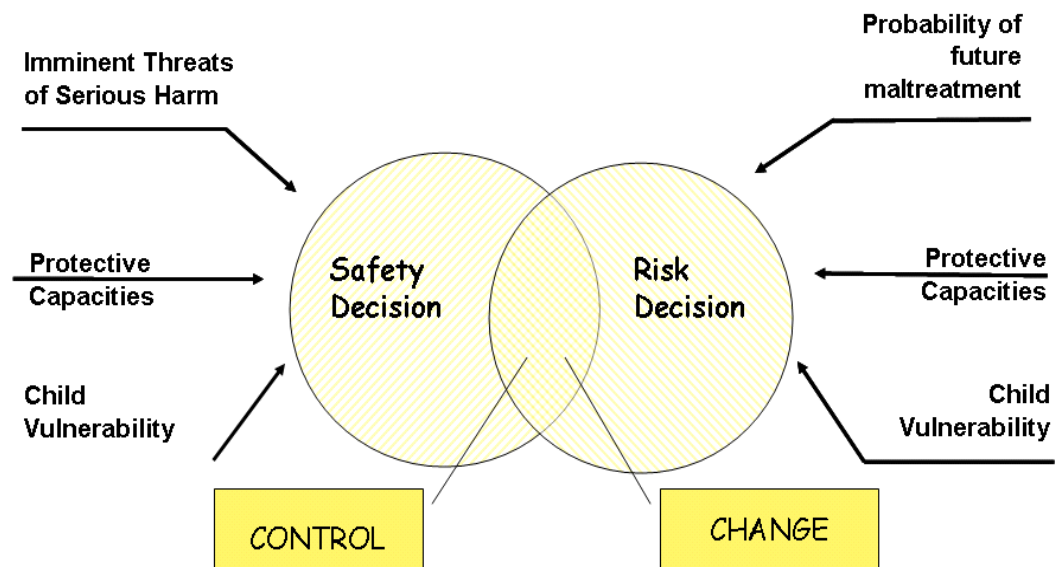 Imminent Threats
of Serious Harm
Probability of
future
maltreatment
Protective
Capacities
Safety
Decision
Risk
Decision
Protective
Capacities
Child
Vulnerability
Child
Vulnerability
CONTROL
CHANGE